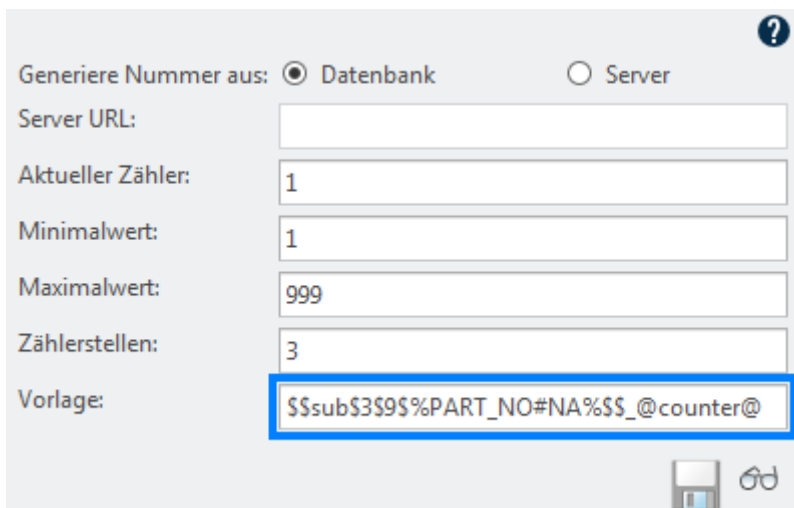 ?
Generiere Nummer aus: Datenbank Server
Server URL:
Aktueller Zähler: 1
Minimalwert: 1
Maximalwert: 999
Zählerstellen: 3
Vorlage: $$sub$3$9$%PART_NO#NA%$$_@counter@